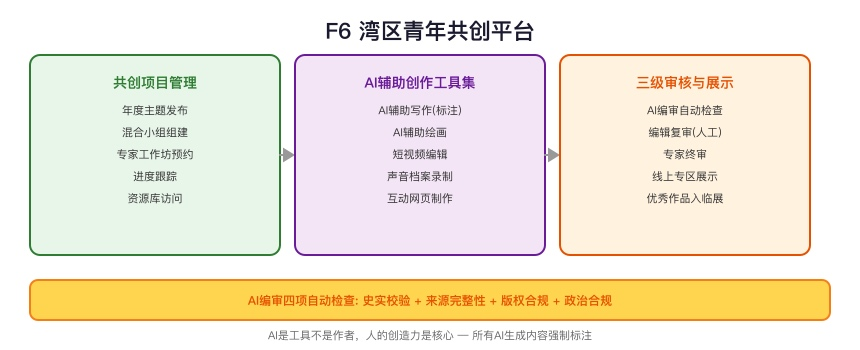 F6 湾区青年共创平台
共创项目管理
年度主题发布
混合小组组建
专家工作坊预约
进度跟踪
资源库访问
AI辅助创作工具集
AI辅助写作(标注)
AI辅助绘画
短视频编辑
声音档案录制
互动网页制作
三级审核与展示
AI编审自动检查
编辑复审(人工)
专家终审
线上专区展示
优秀作品入临展
AI编审四项自动检查: 史实校验 + 来源完整性 + 版权合规 + 政治合规
AI是工具不是作者，人的创造力是核心 — 所有AI生成内容强制标注